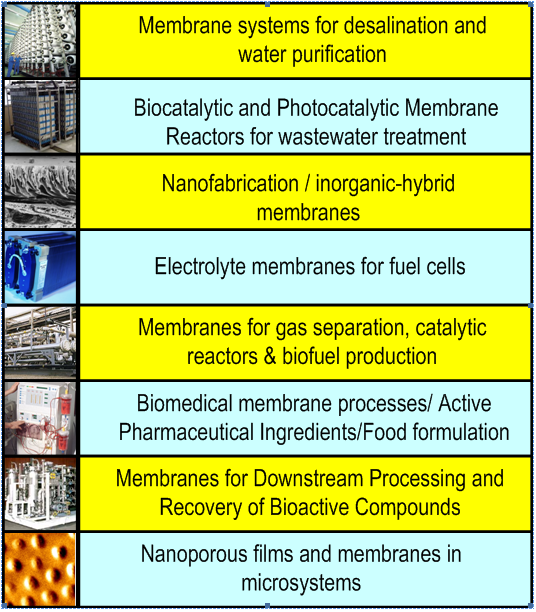 Membrane systems for desalination and
water purification
Biocatalytic and Photocatalytic Membrane
Reactors for wastewater treatment
Nanofabrication / inorganic-hybrid
membranes
Electrolyte membranes for fuel cells
Membranes for gas separation, catalytic
reactors & biofuel production
Biomedical membrane processes/ Active
Pharmaceutical Ingredients/Food formulation
Membranes for Downstream Processing and
Recovery of Bioactive Compounds
Nanoporous films and membranes in
microsystems